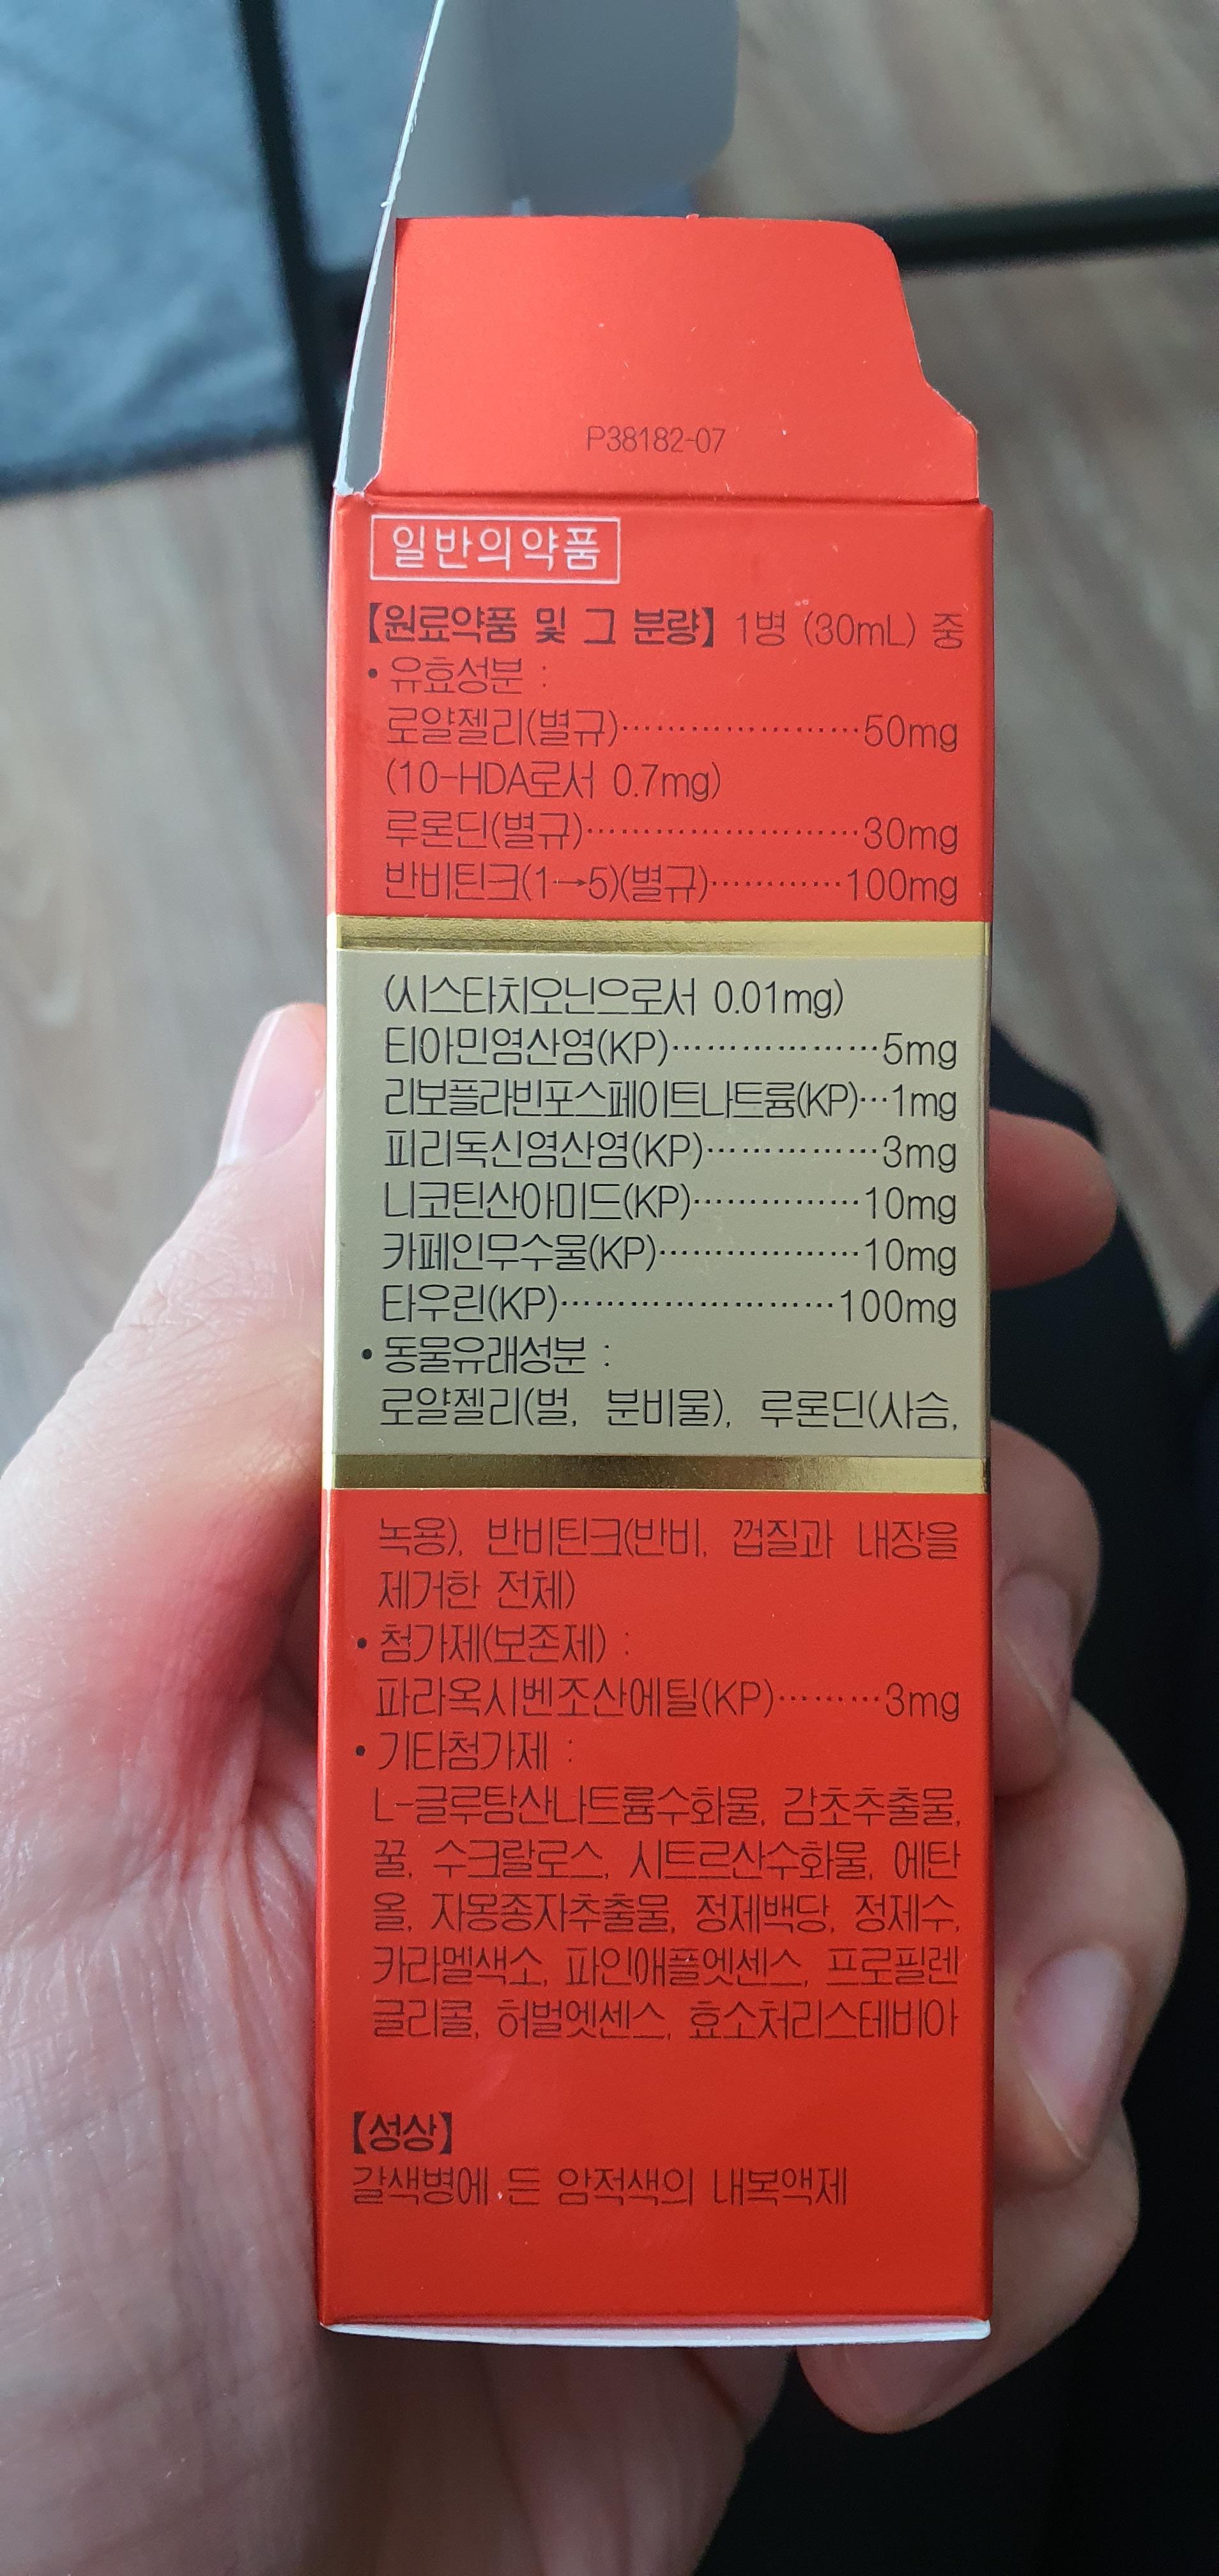 P38182-07
일반의약품
【원료약품 및 그 분량】 1병 (30mL) 중
• 유효성분 :
로얄젤리(별규)…………………50mg
(10-HDA로서 0.7mg)
루론딘(별규)……………………30mg
반비틴크(1→5)(별규)…………100mg
(시스타치오닌으로서 0.01mg)
티아민염산염(KP)………………5mg
리보플라빈포스페이트나트륨(KP)…1mg
피리독신염산염(KP)……………3mg
니코틴산아미드(KP)……………10mg
카페인무수물(KP)………………10mg
타우린(KP)……………………100mg
• 동물유래성분 :
로얄젤리(벌, 분비물), 루론딘(사슴,
녹용), 반비틴크(반비, 껍질과 내장을
제거한 전체)
• 첨가제(보존제) :
파라옥시벤조산에틸(KP)………3mg
• 기타첨가제 :
L-글루탐산나트륨수화물, 감초추출물,
꿀, 수크랄로스, 시트르산수화물, 에탄
올, 자몽종자추출물, 정제백당, 정제수,
카라멜색소, 파인애플엣센스, 프로필렌
글리콜, 허벌엣센스, 효소처리스테비아
【성상】
갈색병에 든 암적색의 내복액제